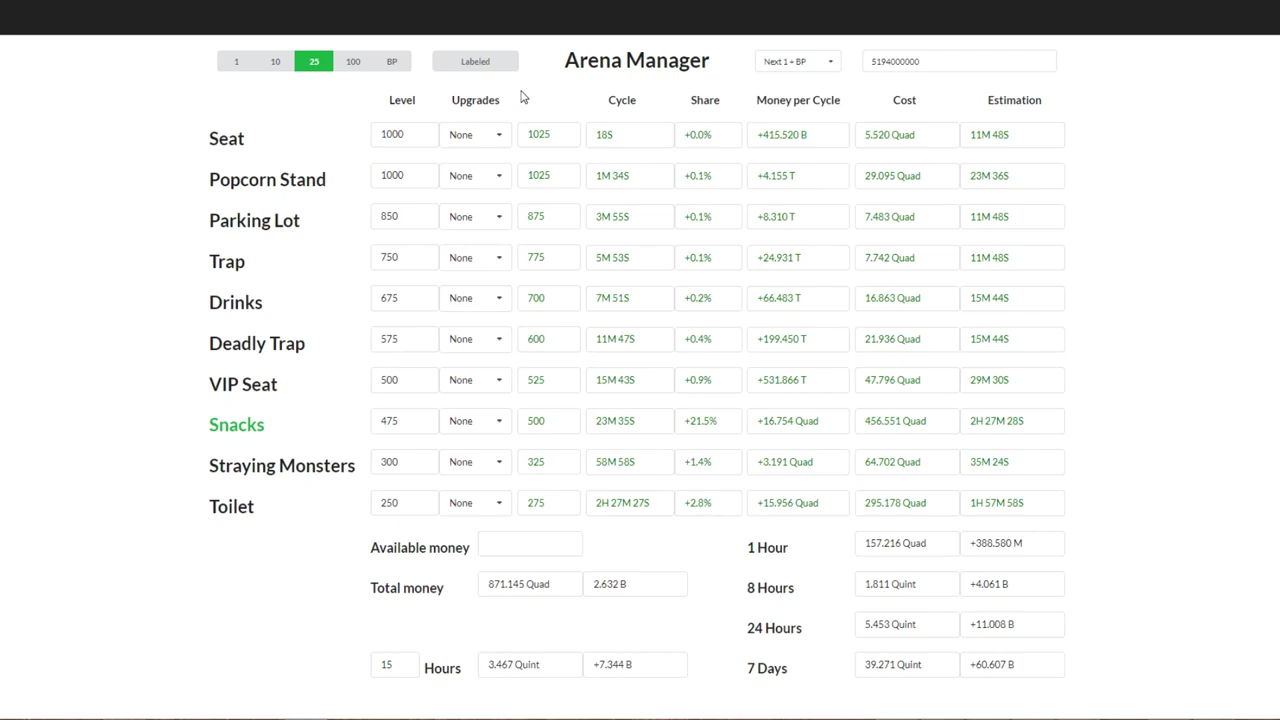 1 10 25 100 BP Labeled Arena Manager Next 1 + BP 5194000000
Level Upgrades Cycle Share Money per Cycle Cost Estimation
Seat 1000 None 1025 18S +0.0% +415.520 B 5.520 Quad 11M 48S
Popcorn Stand 1000 None 1025 1M 34S +0.1% +4.155 T 29.095 Quad 23M 36S
Parking Lot 850 None 875 3M 55S +0.1% +8.310 T 7.483 Quad 11M 48S
Trap 750 None 775 5M 53S +0.1% +24.931 T 7.742 Quad 11M 48S
Drinks 675 None 700 7M 51S +0.2% +66.483 T 16.863 Quad 15M 44S
Deadly Trap 575 None 600 11M 47S +0.4% +199.450 T 21.936 Quad 15M 44S
VIP Seat 500 None 525 15M 43S +0.9% +531.866 T 47.796 Quad 29M 30S
Snacks 475 None 500 23M 35S +21.5% +16.754 Quad 456.551 Quad 2H 27M 28S
Straying Monsters 300 None 325 58M 58S +1.4% +3.191 Quad 64.702 Quad 35M 24S
Toilet 250 None 275 2H 27M 27S +2.8% +15.956 Quad 295.178 Quad 1H 57M 58S
Available money 1 Hour 157.216 Quad +388.580 M
Total money 871.145 Quad 2.632 B 8 Hours 1.811 Quint +4.061 B
24 Hours 5.453 Quint +11.008 B
15 Hours 3.467 Quint +7.344 B 7 Days 39.271 Quint +60.607 B